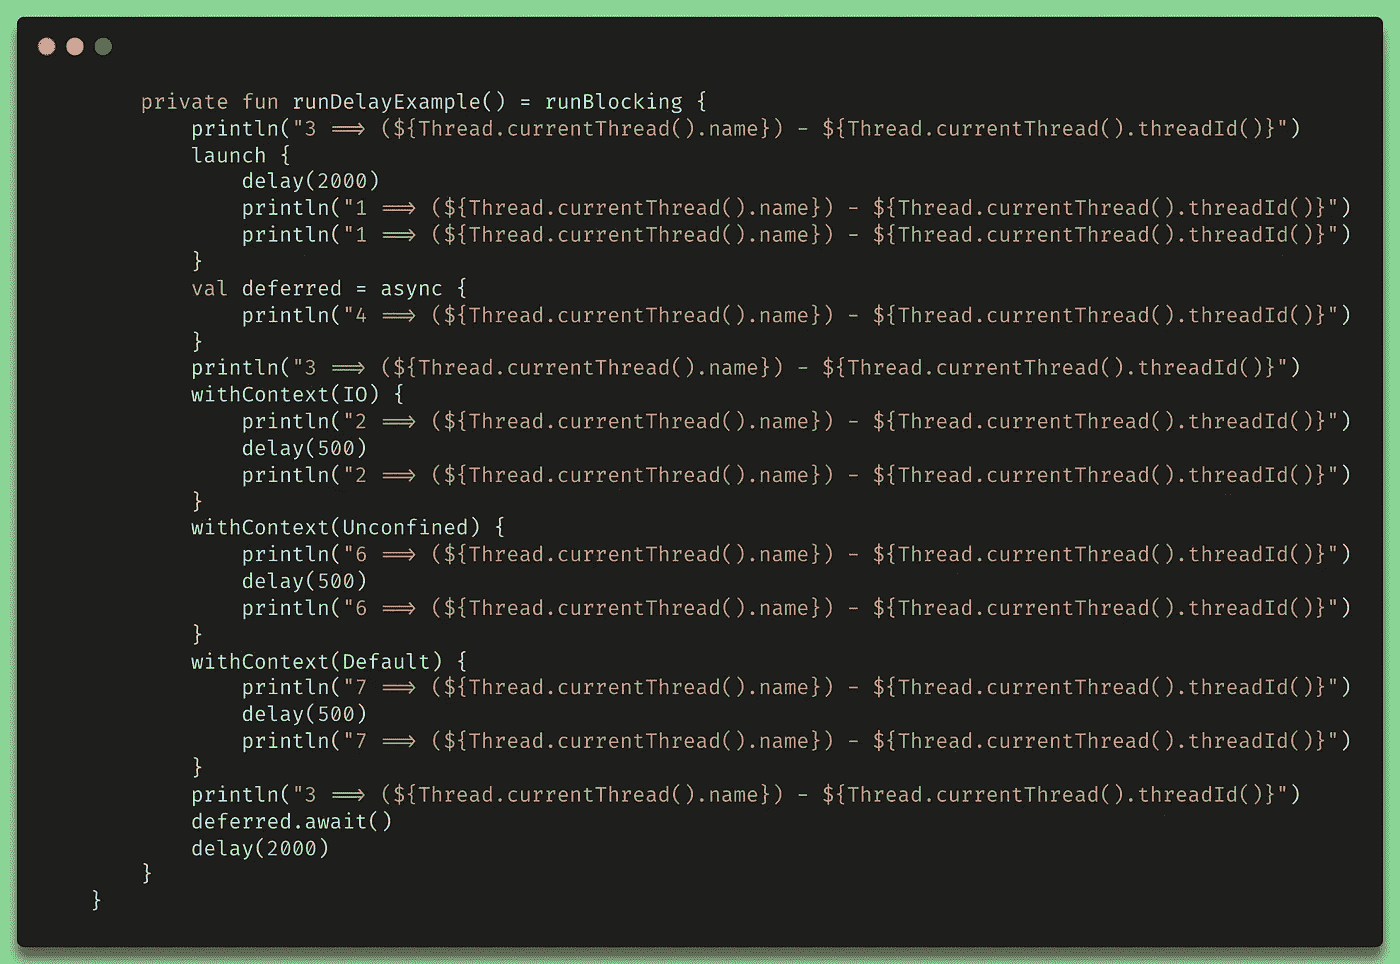 private fun runDelayExample() = runBlocking {
println("3 ==> (${Thread.currentThread().name}) - ${Thread.currentThread().threadId()}")
launch {
delay(2000)
println("1 ==> (${Thread.currentThread().name}) - ${Thread.currentThread().threadId()}")
println("1 ==> (${Thread.currentThread().name}) - ${Thread.currentThread().threadId()}")
}
val deferred = async {
println("4 ==> (${Thread.currentThread().name}) - ${Thread.currentThread().threadId()}")
}
println("3 ==> (${Thread.currentThread().name}) - ${Thread.currentThread().threadId()}")
withContext(IO) {
println("2 ==> (${Thread.currentThread().name}) - ${Thread.currentThread().threadId()}")
delay(500)
println("2 ==> (${Thread.currentThread().name}) - ${Thread.currentThread().threadId()}")
}
withContext(Unconfined) {
println("6 ==> (${Thread.currentThread().name}) - ${Thread.currentThread().threadId()}")
delay(500)
println("6 ==> (${Thread.currentThread().name}) - ${Thread.currentThread().threadId()}")
}
withContext(Default) {
println("7 ==> (${Thread.currentThread().name}) - ${Thread.currentThread().threadId()}")
delay(500)
println("7 ==> (${Thread.currentThread().name}) - ${Thread.currentThread().threadId()}")
}
println("3 ==> (${Thread.currentThread().name}) - ${Thread.currentThread().threadId()}")
deferred.await()
delay(2000)
}
}